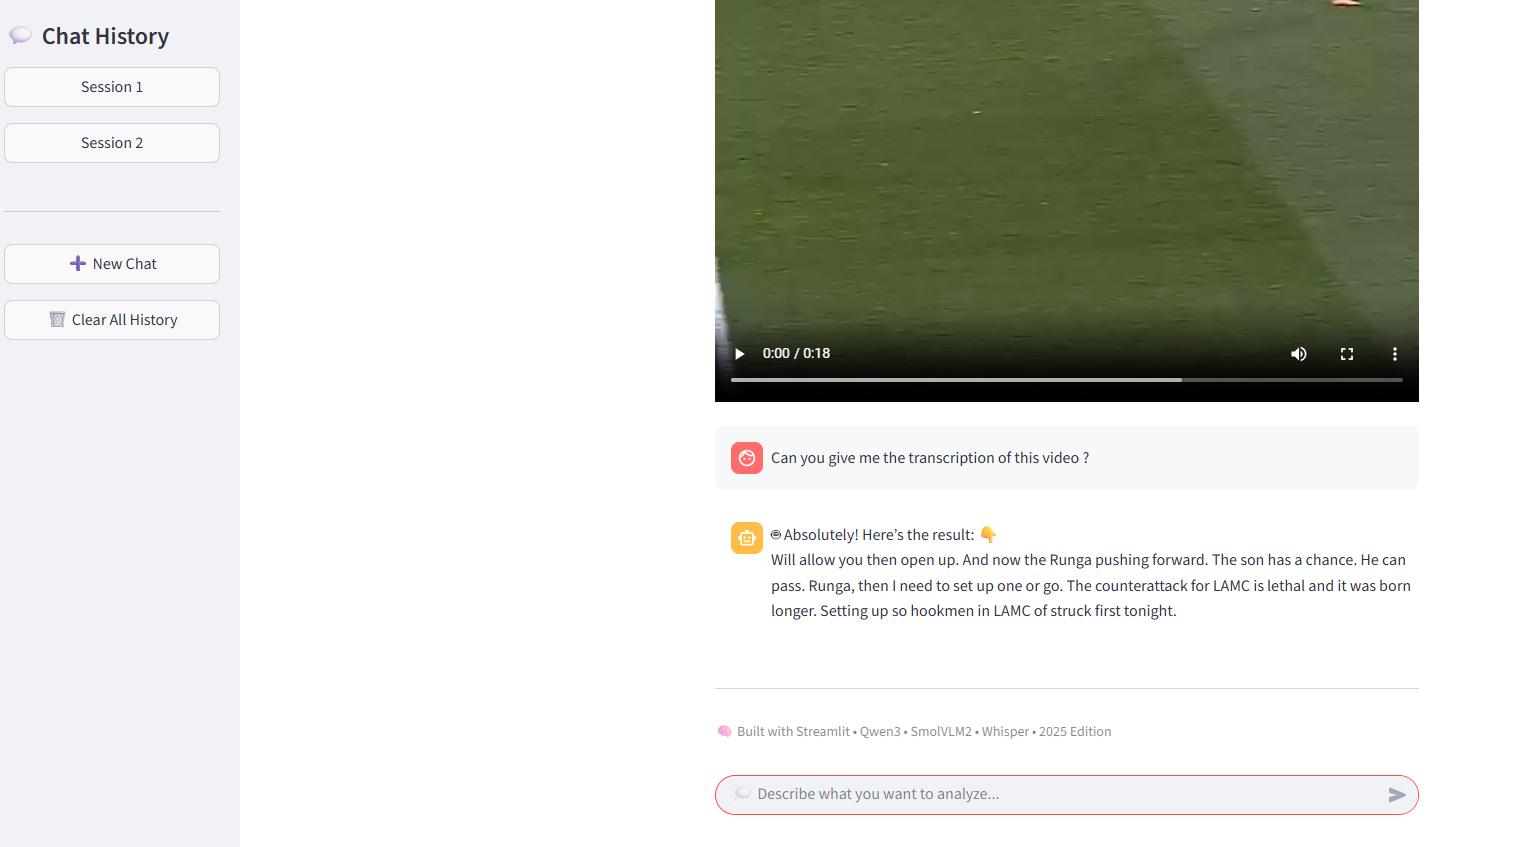 Chat History
Session 1
Session 2
New Chat
Clear All History
0:00 / 0:18
Can you give me the transcription of this video ?
Absolutely! Here’s the result:
Will allow you then open up. And now the Runga pushing forward. The son has a chance. He can
pass. Runga, then I need to set up one or go. The counterattack for LAMC is lethal and it was born
longer. Setting up so hookmen in LAMC of struck first tonight.
Built with Streamlit • Qwen3 • SmolVLM2 • Whisper • 2025 Edition
Describe what you want to analyze...